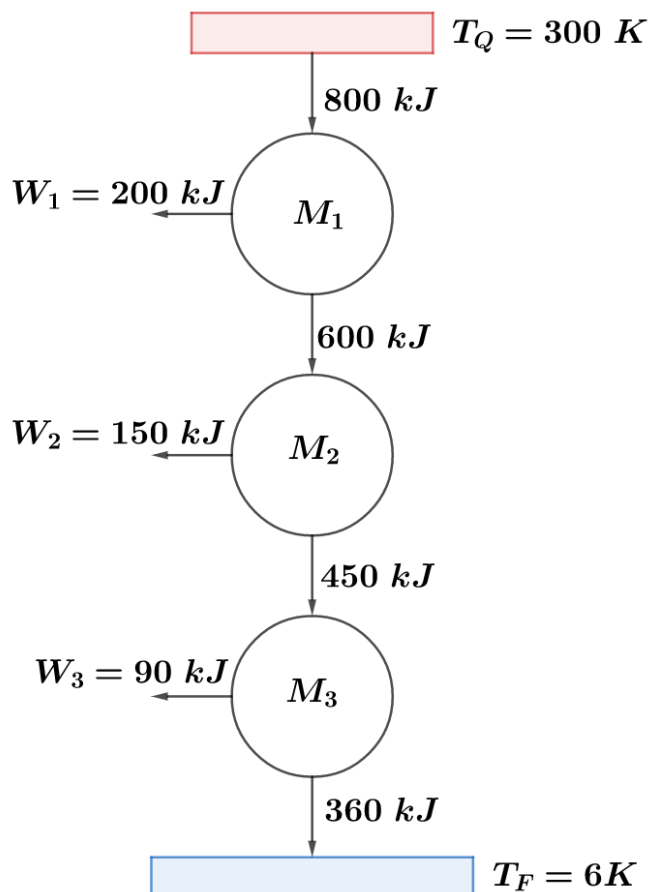 T_Q = 300 K
800 kJ
W_1 = 200 kJ
M_1
600 kJ
W_2 = 150 kJ
M_2
450 kJ
W_3 = 90 kJ
M_3
360 kJ
T_F = 6K